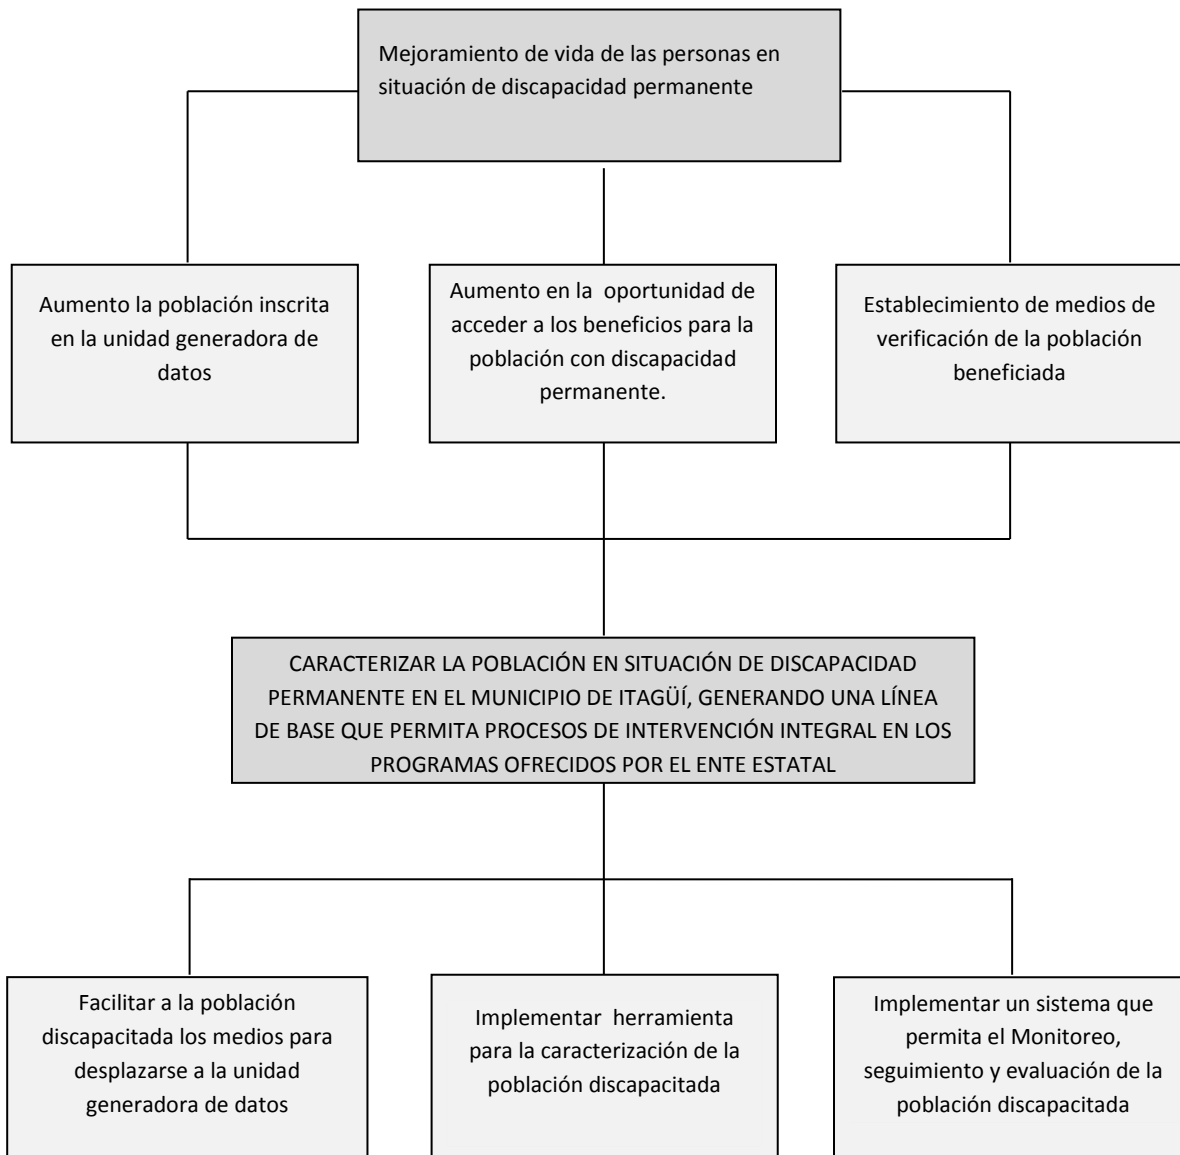 Mejoramiento de vida de las personas en
situación de discapacidad permanente
Aumento la población inscrita
en la unidad generadora de
datos
Aumento en la oportunidad de
acceder a los beneficios para la
población con discapacidad
permanente.
Establecimiento de medios de
verificación de la población
beneficiada
CARACTERIZAR LA POBLACIÓN EN SITUACIÓN DE DISCAPACIDAD
PERMANENTE EN EL MUNICIPIO DE ITAGÜÍ, GENERANDO UNA LÍNEA
DE BASE QUE PERMITA PROCESOS DE INTERVENCIÓN INTEGRAL EN LOS
PROGRAMAS OFRECIDOS POR EL ENTE ESTATAL
Facilitar a la población
discapacitada los medios para
desplazarse a la unidad
generadora de datos
Implementar herramienta
para la caracterización de la
población discapacitada
Implementar un sistema que
permita el Monitoreo,
seguimiento y evaluación de la
población discapacitada